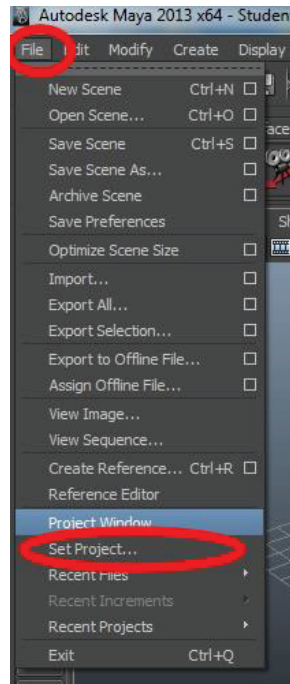 Autodesk Maya 2013 x64 - Studen
File Edit Modify Create Display
New Scene Ctrl+N
Open Scene... Ctrl+O
Save Scene Ctrl+S
Save Scene As...
Archive Scene
Save Preferences
Optimize Scene Size
Import...
Export All...
Export Selection...
Export to Offline File...
Assign Offline File...
View Image...
View Sequence...
Create Reference... Ctrl+R
Reference Editor
Project Window
Set Project...
Recent Files
Recent Increments
Recent Projects
Exit Ctrl+Q